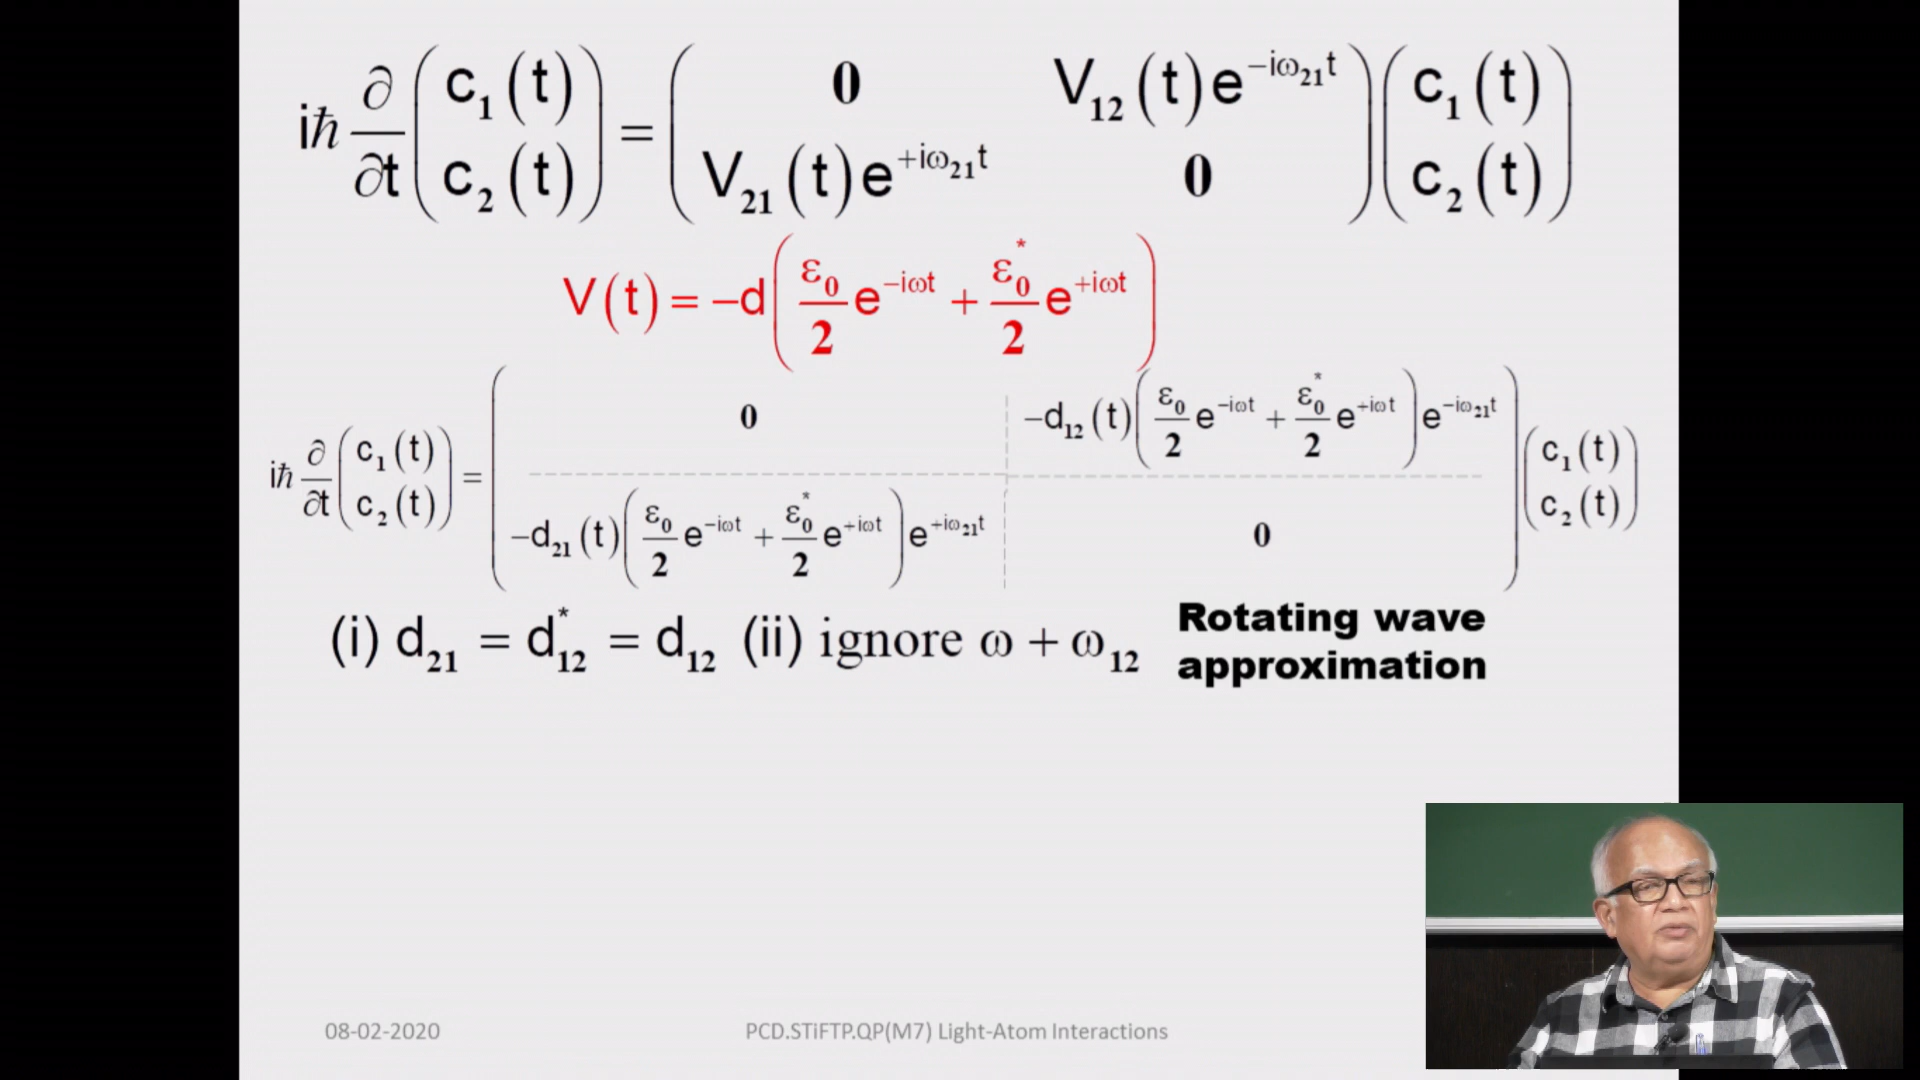 iℏ ∂/∂t ( c₁(t) c₂(t) ) = ( 0 V₁₂(t)e^(−iω₂₁t) V₂₁(t)e^(+iω₂₁t) 0 ) ( c₁(t) c₂(t) )
V(t) = −d ( ε₀/2 e^(−iωt) + ε₀*/2 e^(+iωt) )
iℏ ∂/∂t ( c₁(t) c₂(t) ) = ( 0 −d₁₂(t)( ε₀/2 e^(−iωt) + ε₀*/2 e^(+iωt) )e^(−iω₂₁t) −d₂₁(t)( ε₀/2 e^(−iωt) + ε₀*/2 e^(+iωt) )e^(+iω₂₁t) 0 ) ( c₁(t) c₂(t) )
(i) d₂₁ = d₁₂* = d₁₂ (ii) ignore ω + ω₁₂
Rotating wave
approximation
08-02-2020 PCD.STiFTP.QP(M7) Light-Atom Interactions